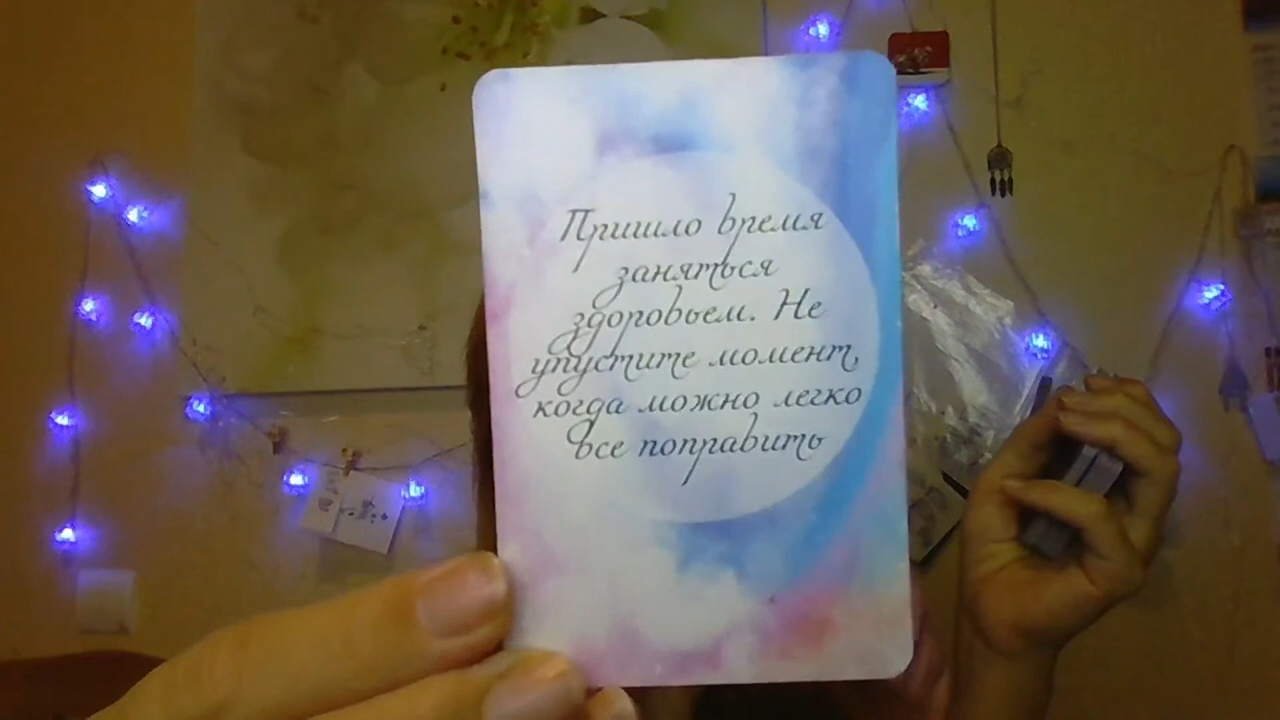 Пришло время
заняться
здоровьем. Не
упустите момент,
когда можно легко
все поправить